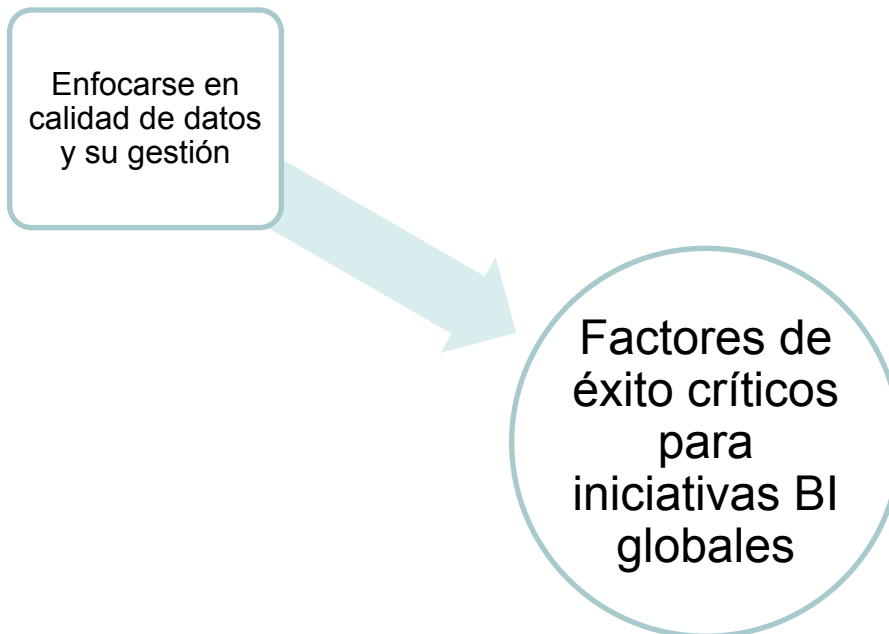 Enfocarse en
calidad de datos
y su gestión
Factores de
éxito críticos
para
iniciativas BI
globales